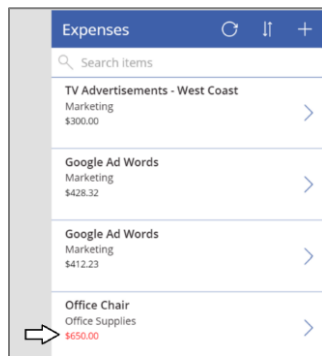 Expenses
Search items
TV Advertisements - West Coast
Marketing
$300.00
Google Ad Words
Marketing
$428.32
Google Ad Words
Marketing
$412.23
Office Chair
Office Supplies
$650.00